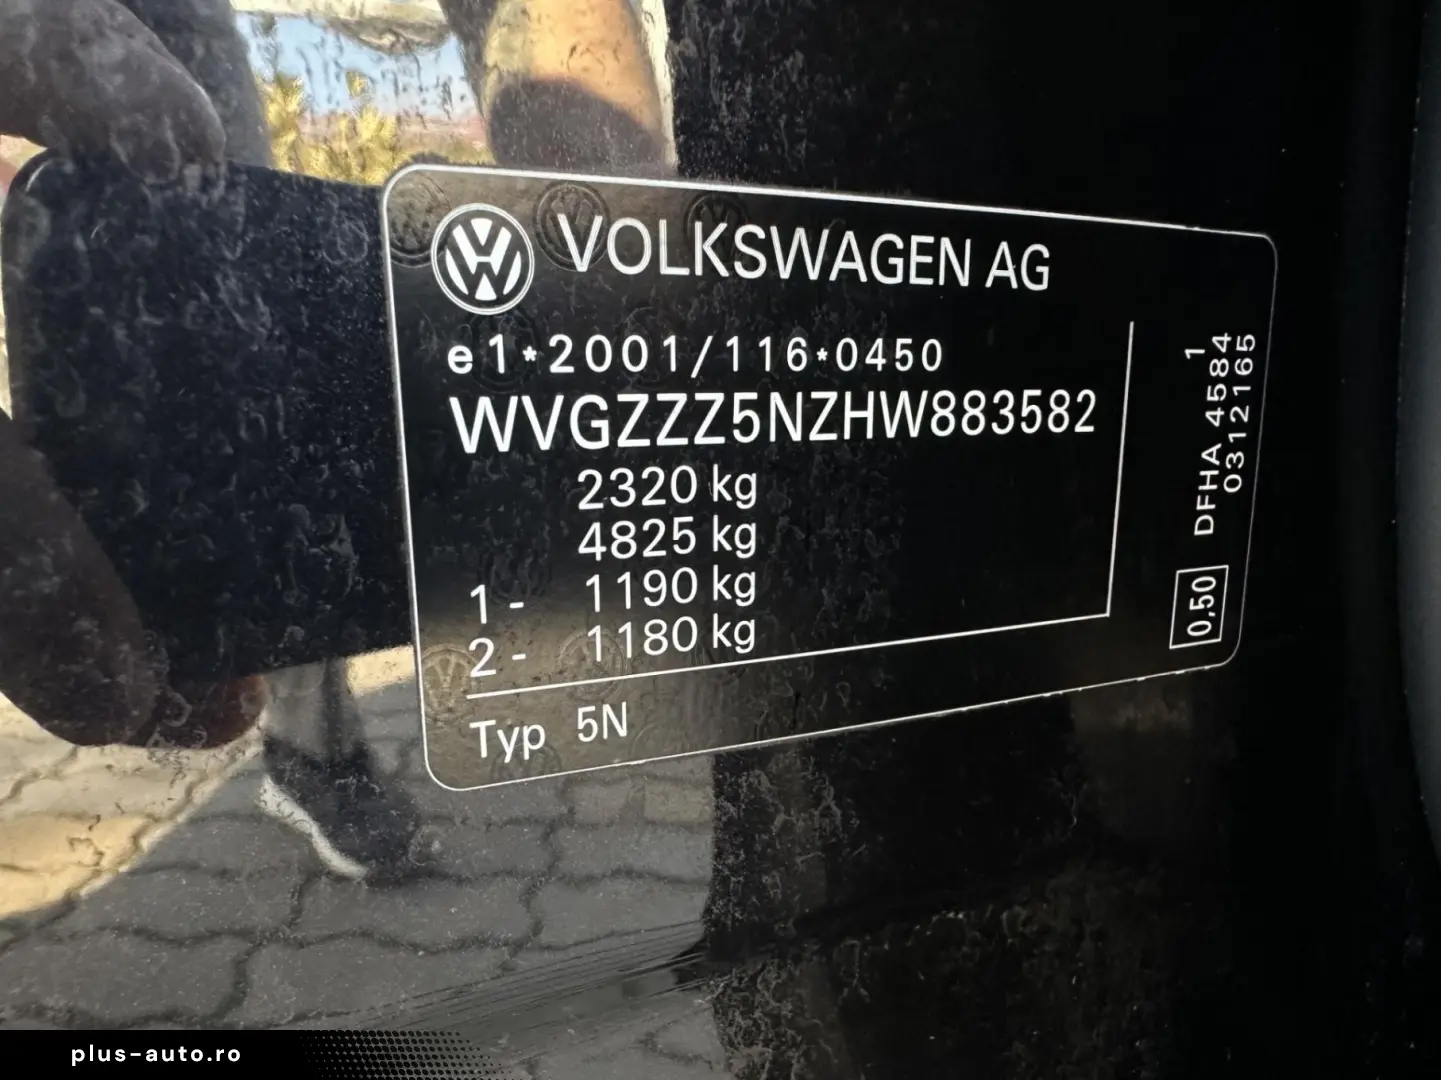 VOLKSWAGEN AG
e1*2001/116*0450
WVGZZZ5NZHW883582
2320 kg
4825 kg
1 - 1190 kg
2 - 1180 kg
Typ 5N
1
DFHA 4584
0312165
0,50
plus-auto.ro